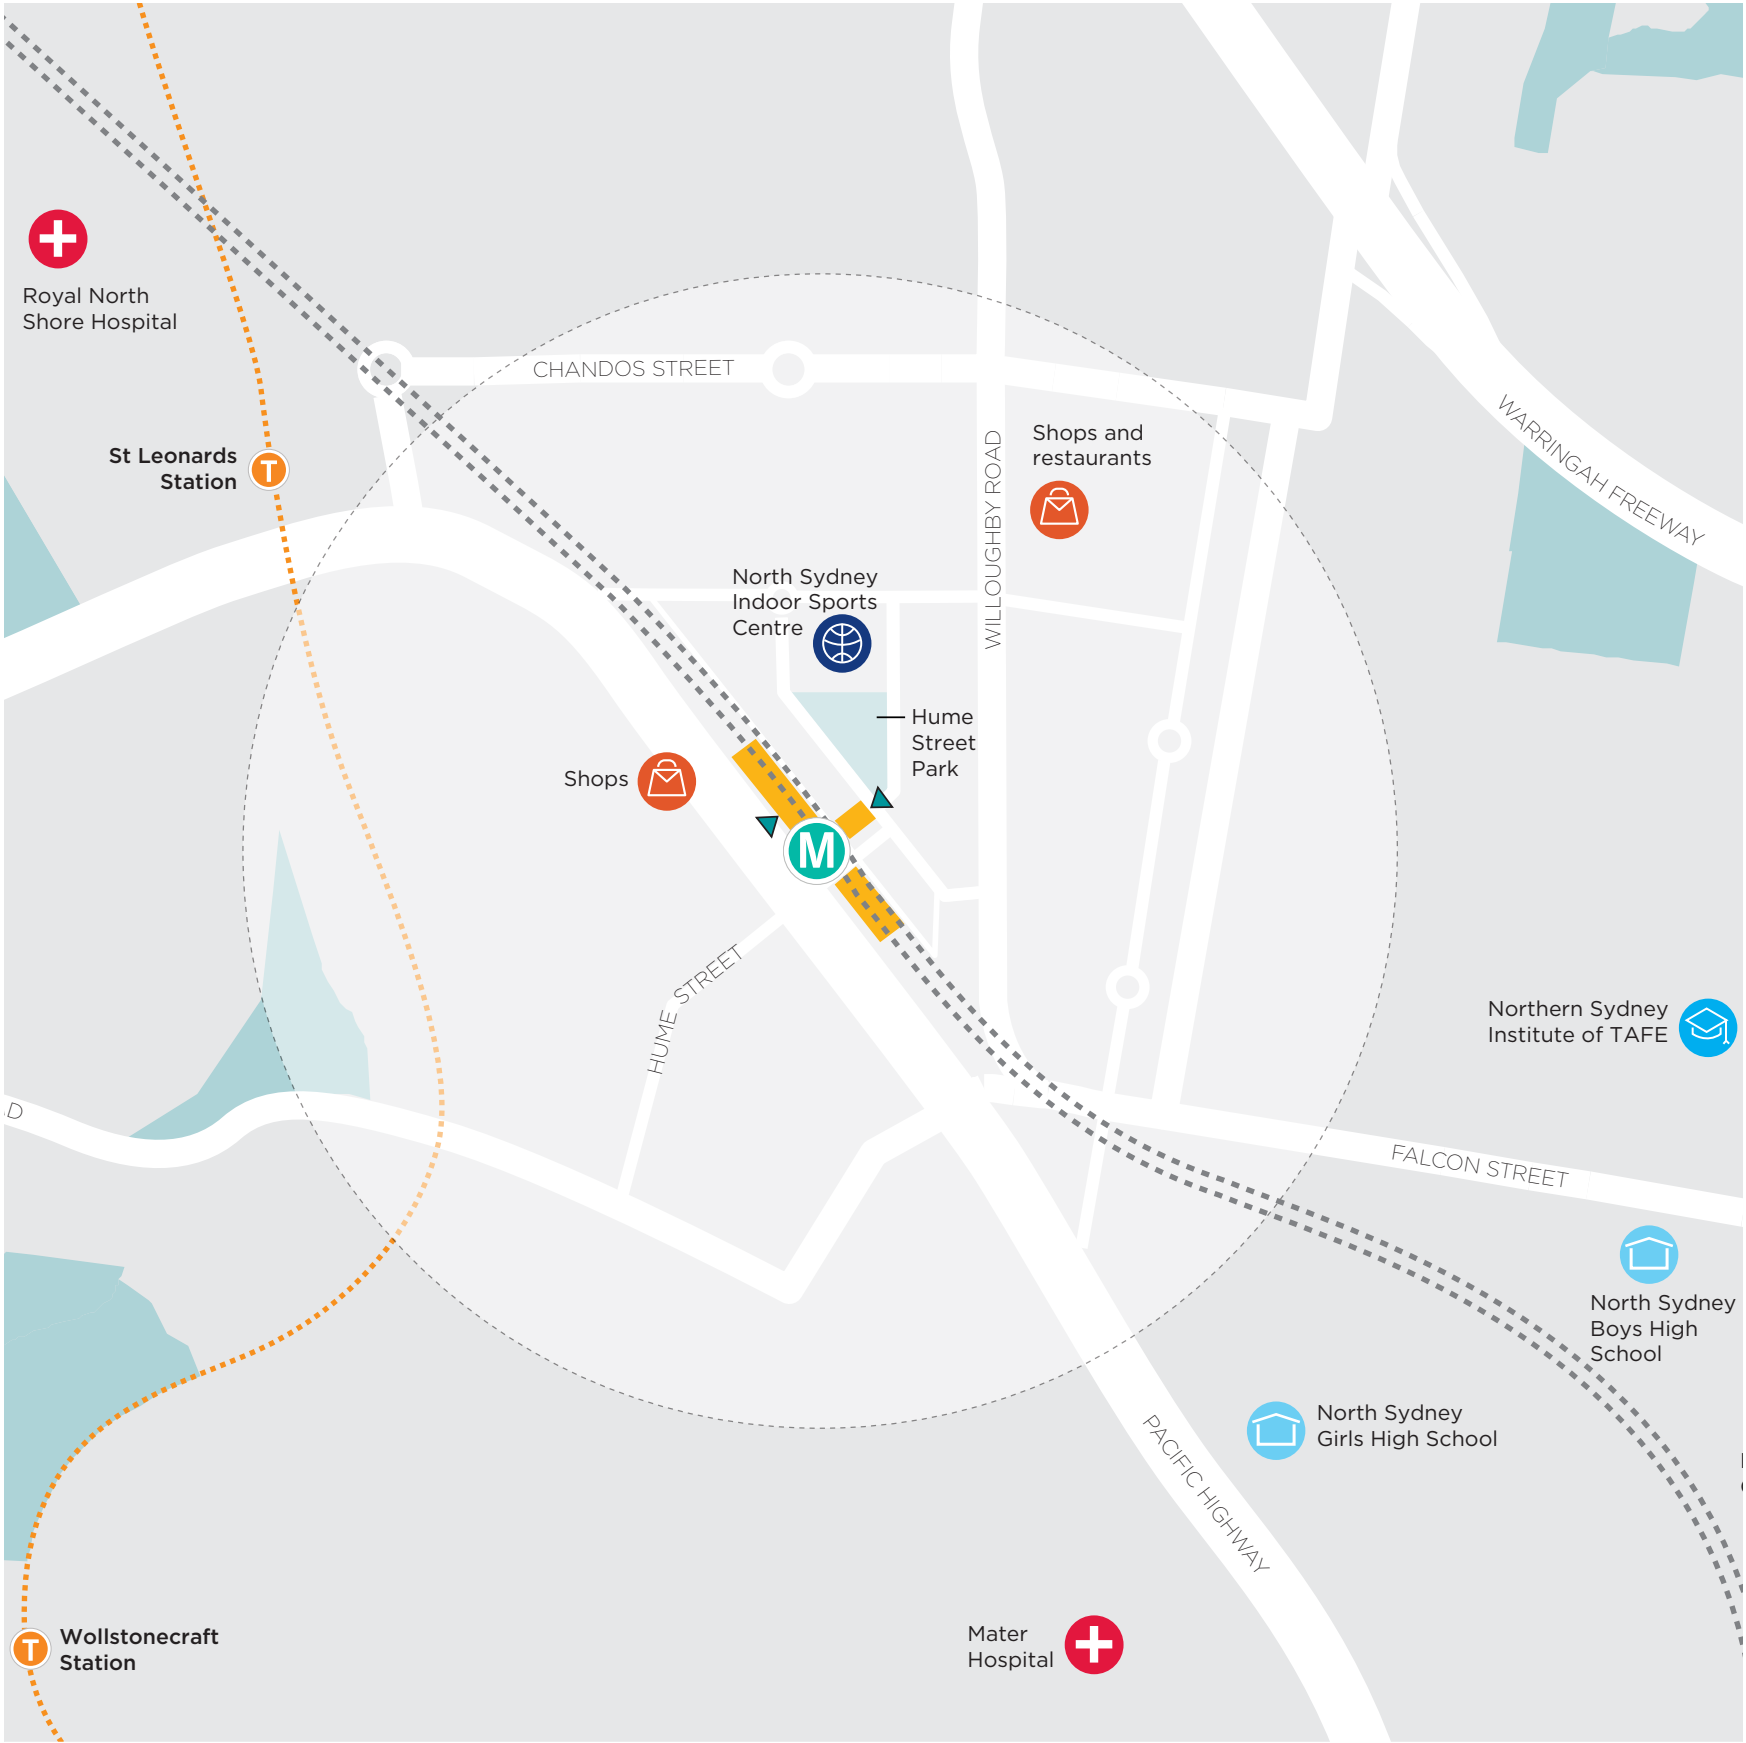 Royal North
Shore Hospital
CHANDOS STREET
WARRINGAH FREEWAY
Shops and
restaurants
WILLOUGHBY ROAD
St Leonards
Station
T
North Sydney
Indoor Sports
Centre
Hume
Street
Park
Shops
M
HUME STREET
Northern Sydney
Institute of TAFE
D
FALCON STREET
North Sydney
Boys High
School
North Sydney
Girls High School
PACIFIC HIGHWAY
T
Wollstonecraft
Station
Mater
Hospital